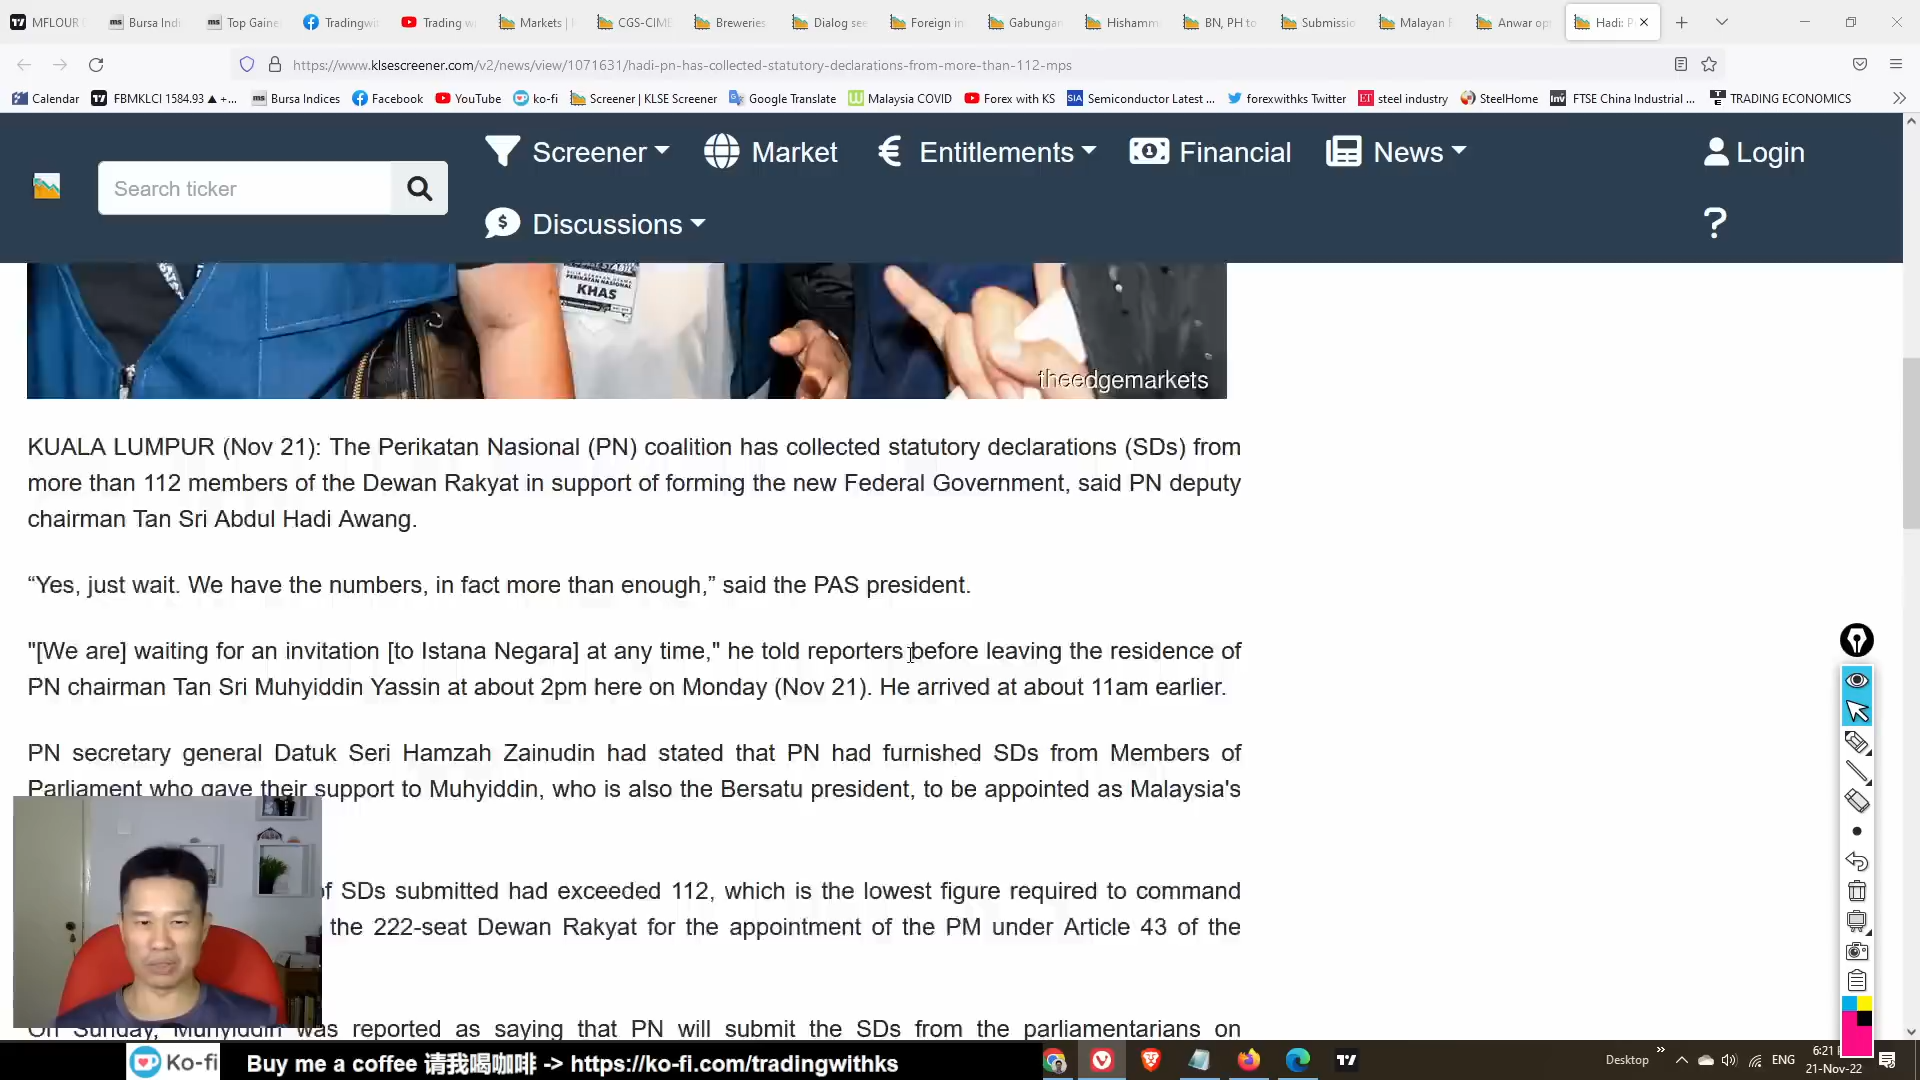 MFLOUR
Bursa Indi
Top Gaine
Tradingwi
Trading w
Markets |
CGS-CIM
Breweries
Dialog see
Foreign in
Gabungan
Hishamm
BN, PH to
Submissio
Malayan
Anwar op
Hadi: P
https://www.klsescreener.com/v2/news/view/1071631/hadi-pn-has-collected-statutory-declarations-from-more-than-112-mps
Calendar
FBMKLCI 1584.93 ▲ +...
Bursa Indices
Facebook
YouTube
ko-fi
Screener | KLSE Screener
Google Translate
Malaysia COVID
Forex with KS
Semiconductor Latest ...
forexwithks Twitter
steel industry
SteelHome
FTSE China Industrial ...
TRADING ECONOMICS
Search ticker
Screener
Market
Entitlements
Financial
News
Login
Discussions
?
PERIKATAN NASIONAL
KHAS
theedgemarkets
KUALA LUMPUR (Nov 21): The Perikatan Nasional (PN) coalition has collected statutory declarations (SDs) from
more than 112 members of the Dewan Rakyat in support of forming the new Federal Government, said PN deputy
chairman Tan Sri Abdul Hadi Awang.
“Yes, just wait. We have the numbers, in fact more than enough,” said the PAS president.
"[We are] waiting for an invitation [to Istana Negara] at any time," he told reporters before leaving the residence of
PN chairman Tan Sri Muhyiddin Yassin at about 2pm here on Monday (Nov 21). He arrived at about 11am earlier.
PN secretary general Datuk Seri Hamzah Zainudin had stated that PN had furnished SDs from Members of
Parliament who gave their support to Muhyiddin, who is also the Bersatu president, to be appointed as Malaysia's
of SDs submitted had exceeded 112, which is the lowest figure required to command
the 222-seat Dewan Rakyat for the appointment of the PM under Article 43 of the
On Sunday, Muhyiddin was reported as saying that PN will submit the SDs from the parliamentarians on
Ko-fi
Buy me a coffee 请我喝咖啡 -> https://ko-fi.com/tradingwithks
Desktop
ENG
6:21
21-Nov-22